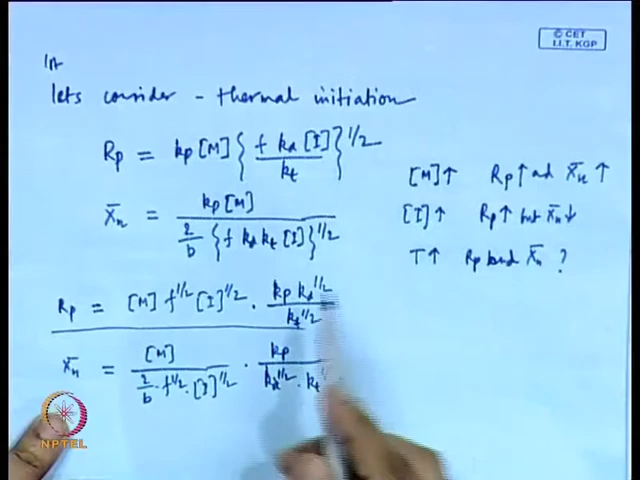 © CET
I.I.T. KGP
lets consider - thermal initiation
Rp = kp [M] { f kd [I] / kt }^1/2
X̄n = kp [M] / 2/b { f kd kt [I] }^1/2
[M]↑ Rp↑ and X̄n ↑
[I]↑ Rp↑ but X̄n↓
T↑ Rp and X̄n ?
Rp = [M] f^1/2 [I]^1/2 . kp kd^1/2 / kt^1/2
X̄n = [M] / 2/b . f^1/2 . [I]^1/2 . kp / kd^1/2 . kt
NPTEL